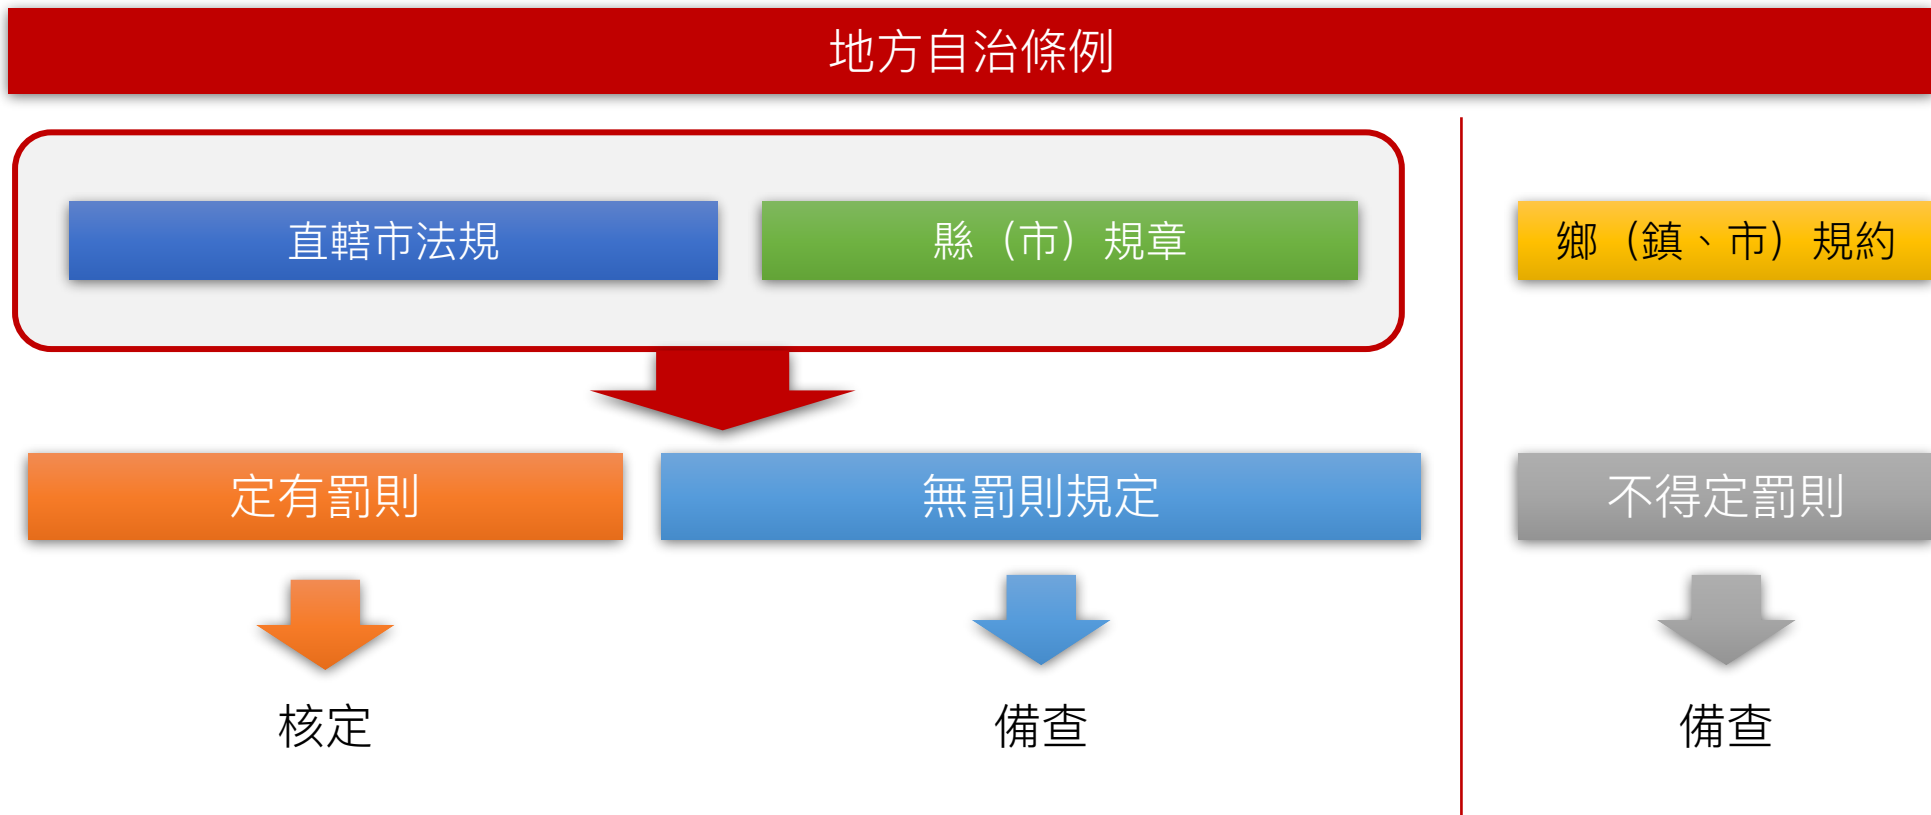 地方自治條例
直轄市法規
縣（市）規章
鄉（鎮、市）規約
定有罰則
無罰則規定
不得定罰則
核定
備查
備查